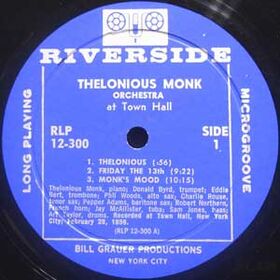 RIVERSIDE
THELONIOUS MONK
ORCHESTRA
at Town Hall
LONG PLAYING
MICROGROOVE
RLP
12-300
SIDE
1
1. THELONIOUS (:56)
2. FRIDAY THE 13th (9:22)
3. MONK'S MOOD (10:15)
Thelonious Monk, piano; Donald Byrd, trumpet; Eddie
Bert, trombone; Phil Woods, alto sax; Charlie Rouse,
tenor sax; Pepper Adams, baritone sax; Robert Northern,
French horn; Jay McAllister, tuba; Sam Jones, bass;
Art Taylor, drums. Recorded at Town Hall, New York
City; February 28, 1959.
(RLP 12-300 A)
BILL GRAUER PRODUCTIONS
NEW YORK CITY